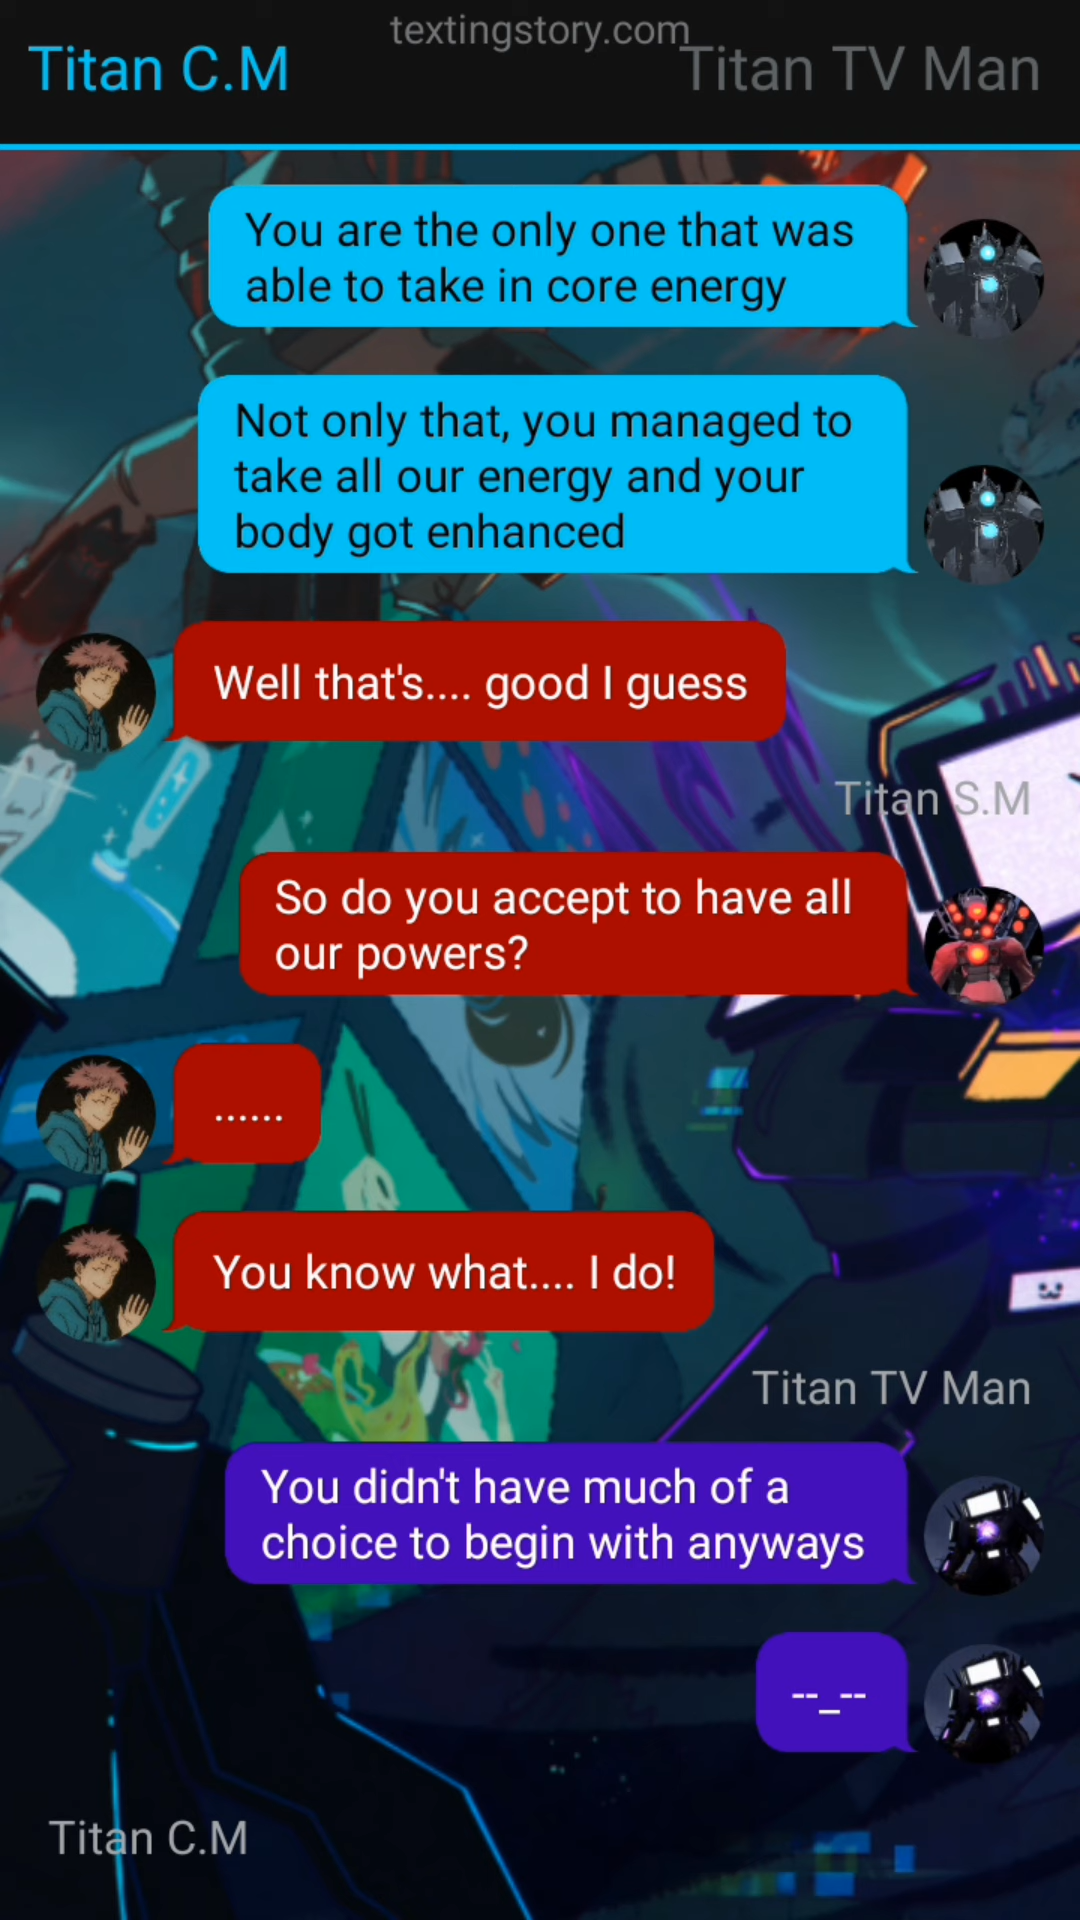 textingstory.com
Titan C.M
Titan TV Man
You are the only one that was
able to take in core energy
Not only that, you managed to
take all our energy and your
body got enhanced
Well that's.... good I guess
Titan S.M
So do you accept to have all
our powers?
......
You know what.... I do!
Titan TV Man
You didn't have much of a
choice to begin with anyways
--_--
Titan C.M